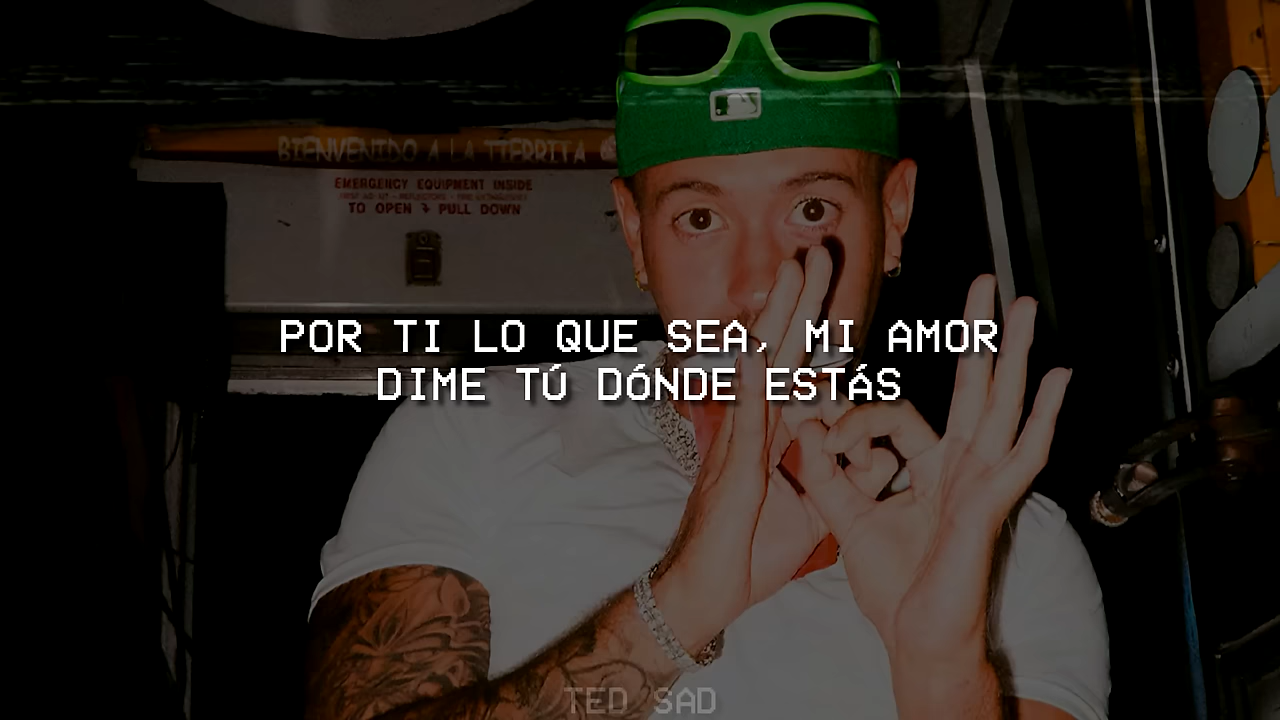 BIENVENIDO A LA TIERRITA
EMERGENCY EQUIPMENT INSIDE
TO OPEN PULL DOWN
POR TI LO QUE SEA, MI AMOR
DIME TÚ DÓNDE ESTÁS
TED SAD